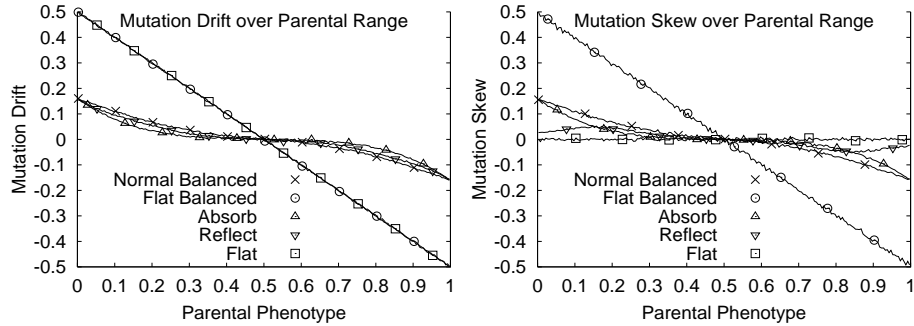 Mutation Drift over Parental Range
0.5
0.4
0.3
0.2
0.1
0
-0.1
-0.2
-0.3
-0.4
-0.5
Mutation Drift
Normal Balanced
Flat Balanced
Absorb
Reflect
Flat
0 0.1 0.2 0.3 0.4 0.5 0.6 0.7 0.8 0.9 1
Parental Phenotype
Mutation Skew over Parental Range
0.5
0.4
0.3
0.2
0.1
0
-0.1
-0.2
-0.3
-0.4
-0.5
Mutation Skew
Normal Balanced
Flat Balanced
Absorb
Reflect
Flat
0 0.1 0.2 0.3 0.4 0.5 0.6 0.7 0.8 0.9 1
Parental Phenotype